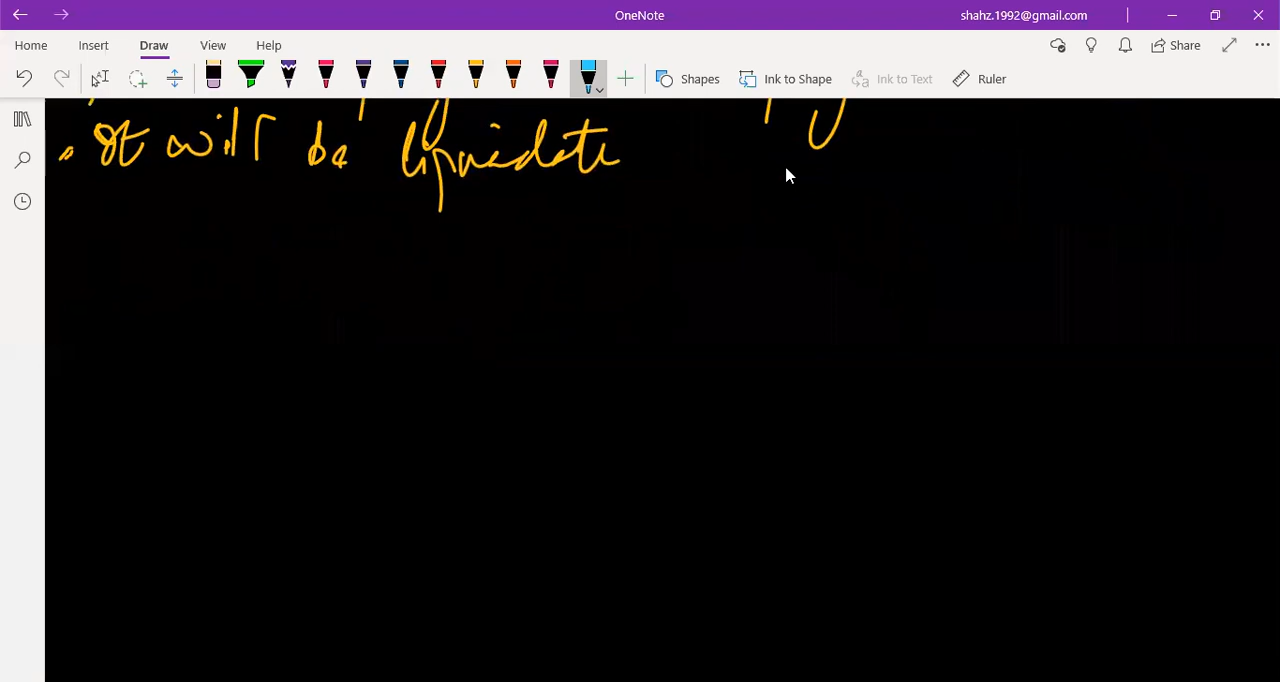 OneNote
shahz.1992@gmail.com
Home Insert Draw View Help
Share
Shapes Ink to Shape Ink to Text Ruler
It will be liquidate